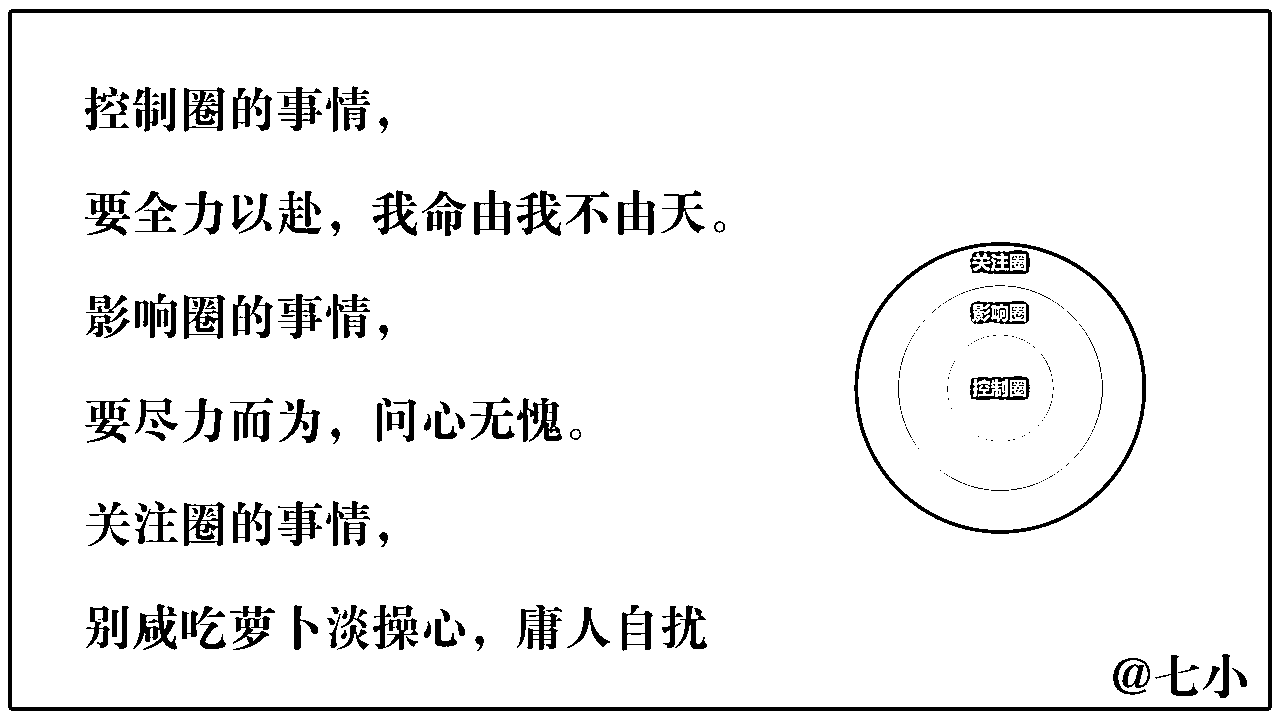 控制圈的事情，
要全力以赴，我命由我不由天。
影响圈的事情，
要尽力而为，问心无愧。
关注圈的事情，
别咸吃萝卜淡操心，庸人自扰
关注圈
影响圈
控制圈
@七小